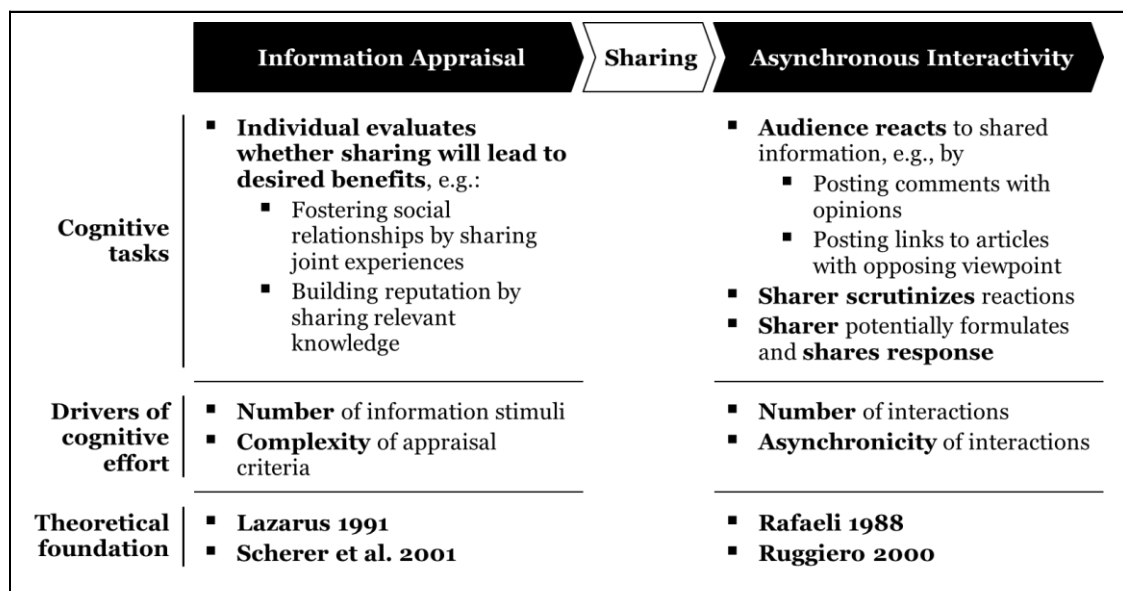 Information Appraisal
Sharing
Asynchronous Interactivity
Cognitive
tasks
▪ Individual evaluates
whether sharing will lead to
desired benefits, e.g.:
▪ Fostering social
relationships by sharing
joint experiences
▪ Building reputation by
sharing relevant
knowledge
▪ Audience reacts to shared
information, e.g., by
▪ Posting comments with
opinions
▪ Posting links to articles
with opposing viewpoint
▪ Sharer scrutinizes reactions
▪ Sharer potentially formulates
and shares response
Drivers of
cognitive
effort
▪ Number of information stimuli
▪ Complexity of appraisal
criteria
▪ Number of interactions
▪ Asynchronicity of interactions
Theoretical
foundation
▪ Lazarus 1991
▪ Scherer et al. 2001
▪ Rafaeli 1988
▪ Ruggiero 2000